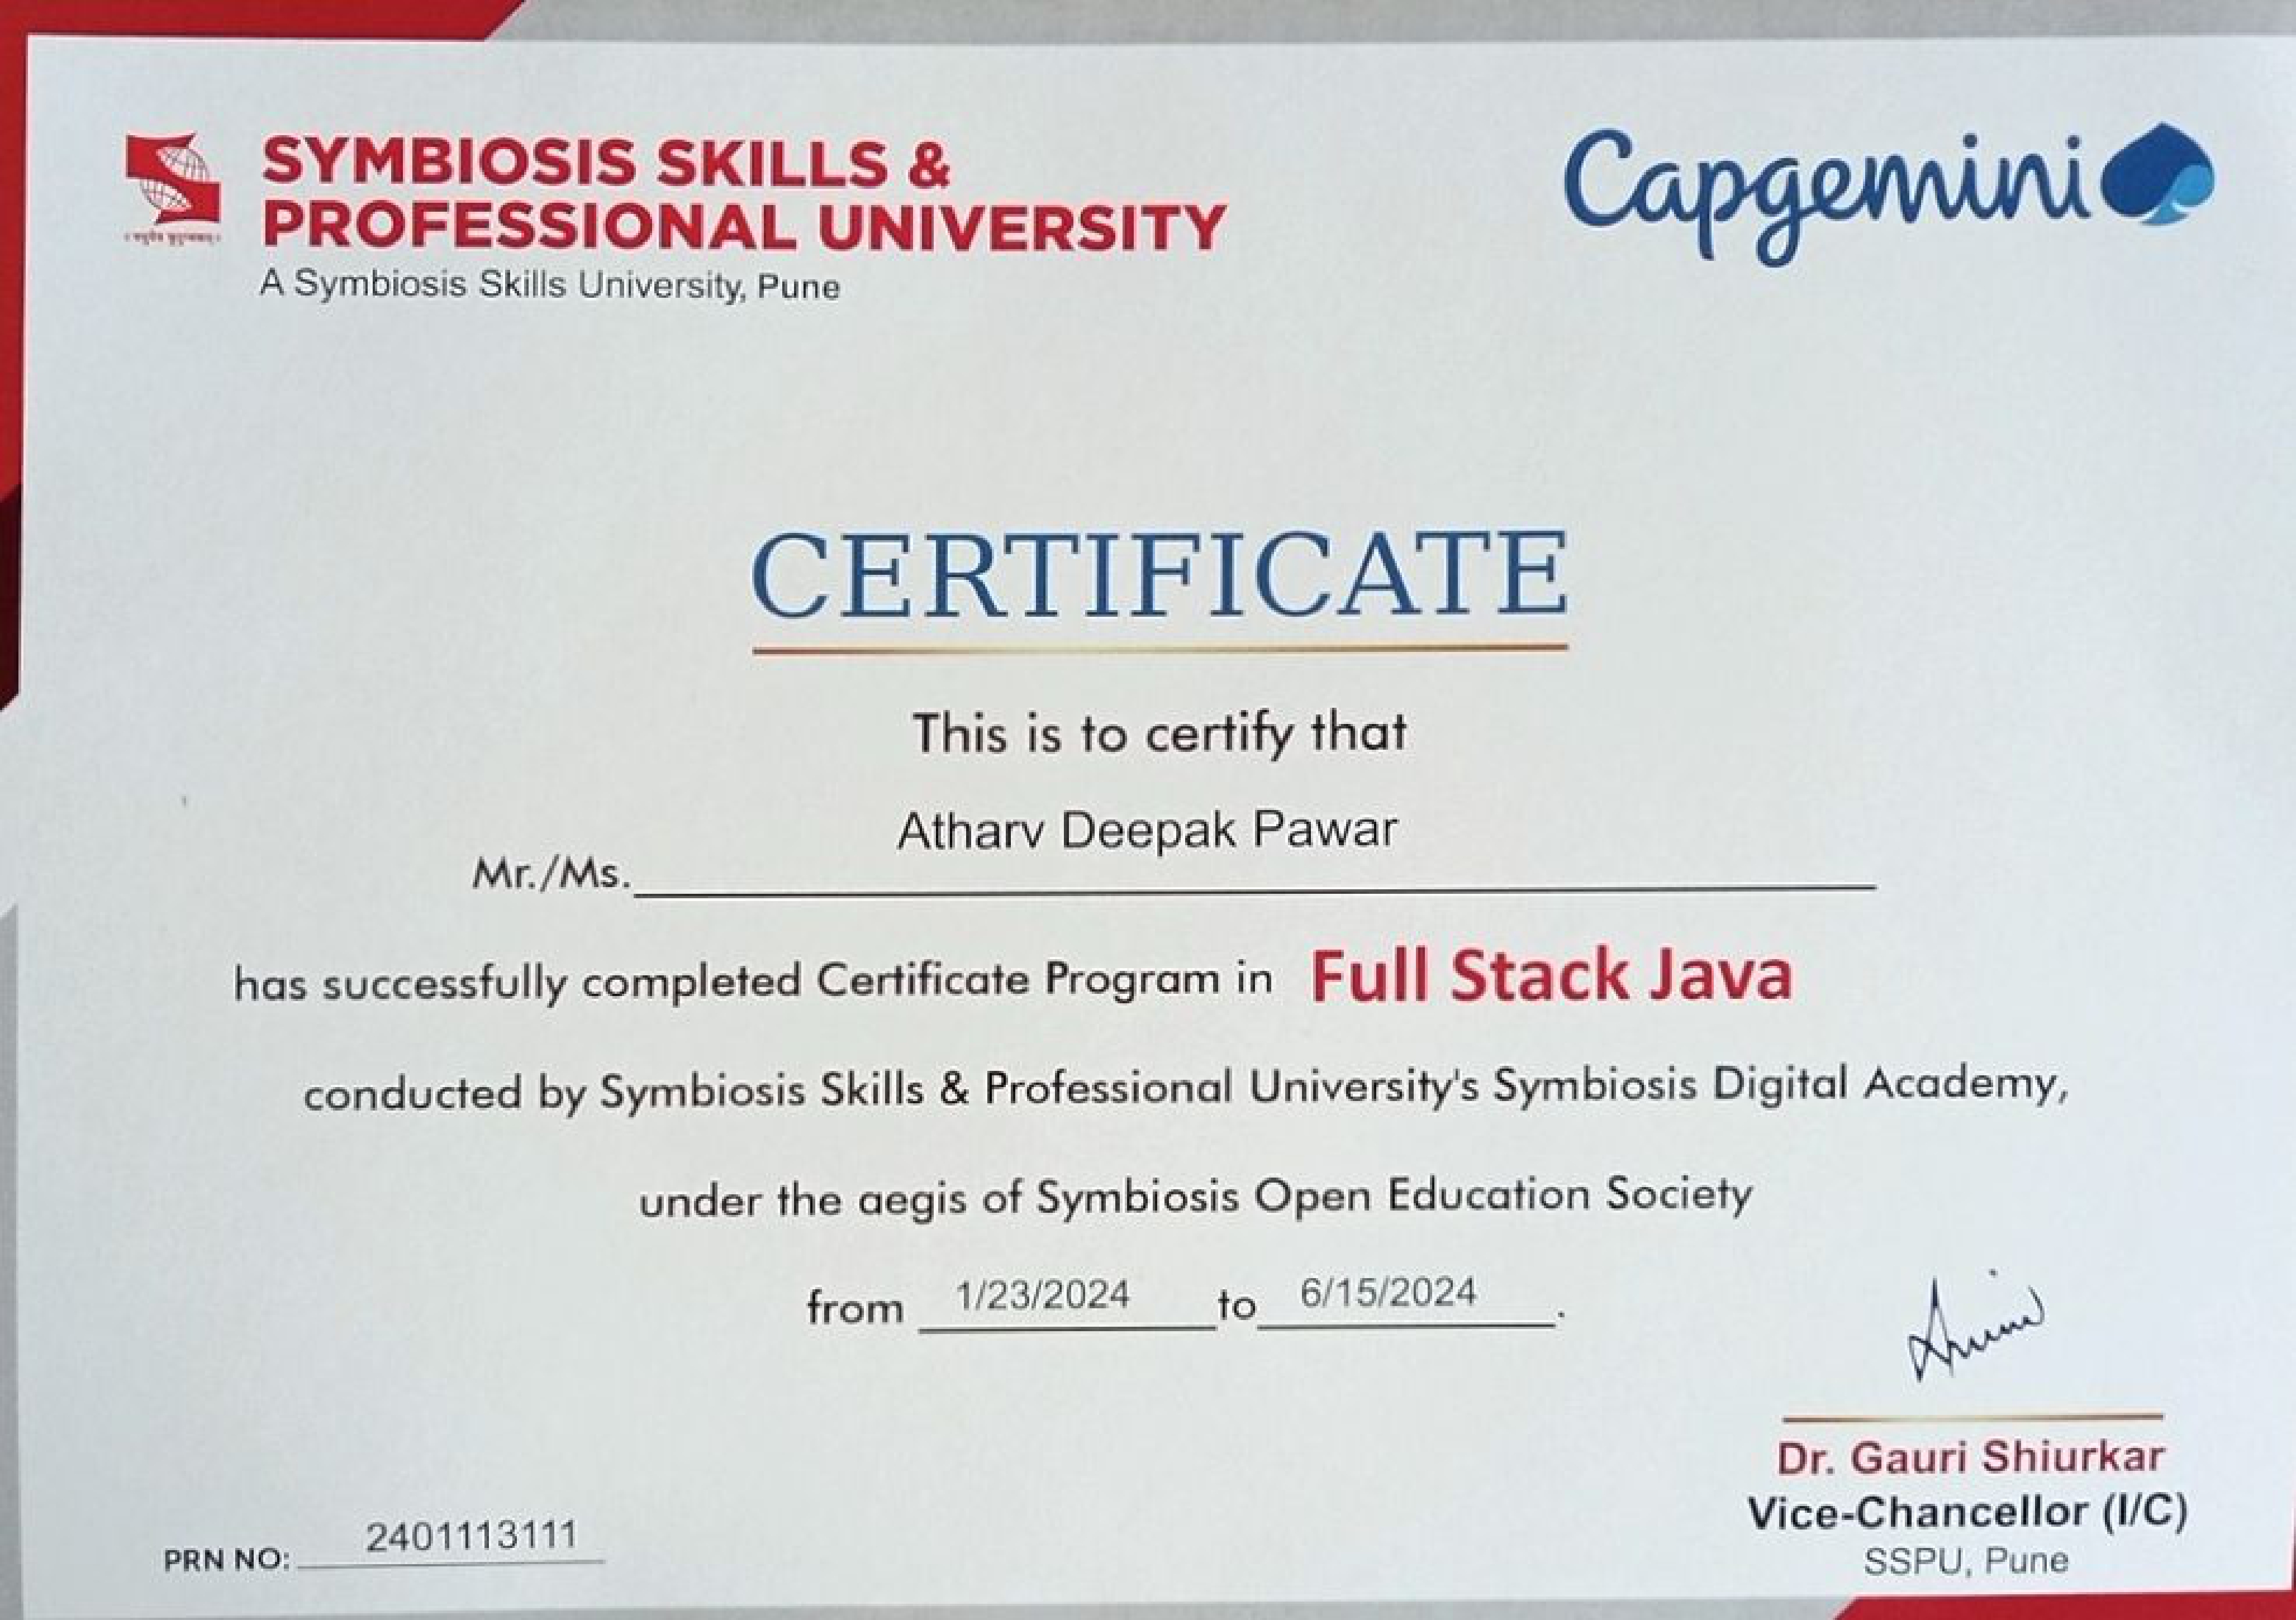 SYMBIOSIS SKILLS &
PROFESSIONAL UNIVERSITY
A Symbiosis Skills University, Pune
Capgemini
CERTIFICATE
This is to certify that
Atharv Deepak Pawar
Mr./Ms.
has successfully completed Certificate Program in Full Stack Java
conducted by Symbiosis Skills & Professional University's Symbiosis Digital Academy,
under the aegis of Symbiosis Open Education Society
from 1/23/2024 to 6/15/2024.
Dr. Gauri Shiurkar
Vice-Chancellor (I/C)
SSPU, Pune
PRN NO: 2401113111